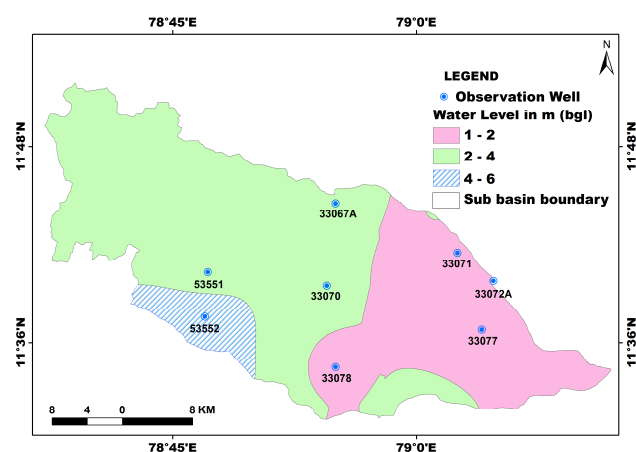 78°45'E 79°0'E
N
LEGEND
Observation Well
Water Level in m (bgl)
1 - 2
2 - 4
4 - 6
Sub basin boundary
11°48'N 11°48'N
33067A
33071
53551
33070
33072A
53552
33077
11°36'N 11°36'N
33078
8 4 0 8 KM
78°45'E 79°0'E